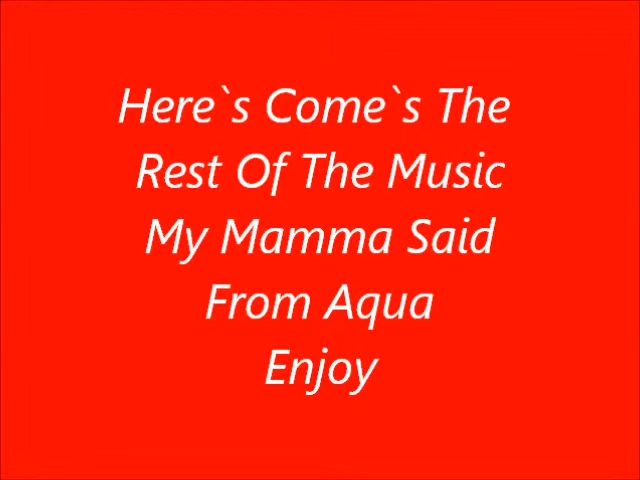 Here`s Come`s The
Rest Of The Music
My Mamma Said
From Aqua
Enjoy